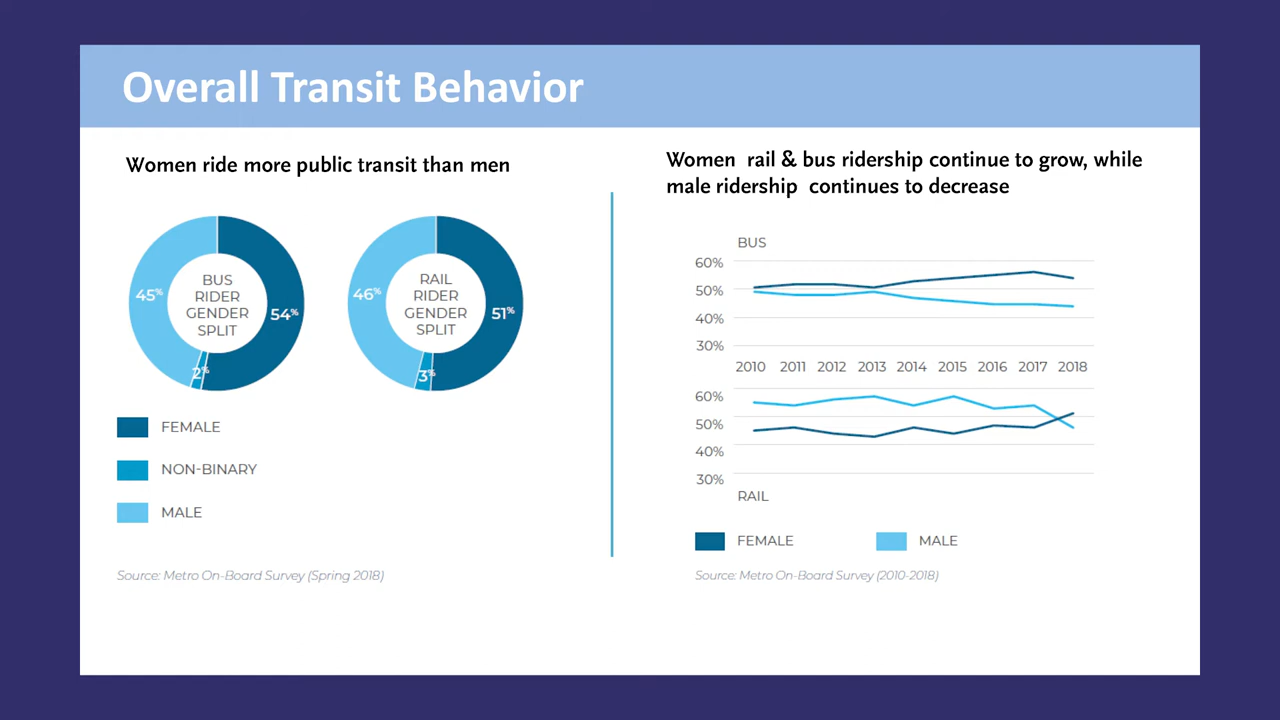 Overall Transit Behavior
Women ride more public transit than men
45%
BUS
RIDER
GENDER
SPLIT
54%
2%
46%
RAIL
RIDER
GENDER
SPLIT
51%
3%
FEMALE
NON-BINARY
MALE
Source: Metro On-Board Survey (Spring 2018)
Women rail & bus ridership continue to grow, while
male ridership continues to decrease
BUS
60%
50%
40%
30%
2010 2011 2012 2013 2014 2015 2016 2017 2018
60%
50%
40%
30%
RAIL
FEMALE MALE
Source: Metro On-Board Survey (2010-2018)